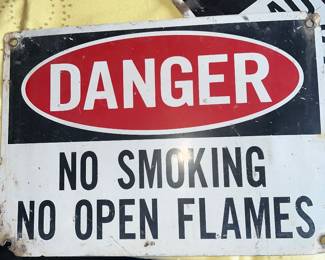 DANGER
NO SMOKING
NO OPEN FLAMES